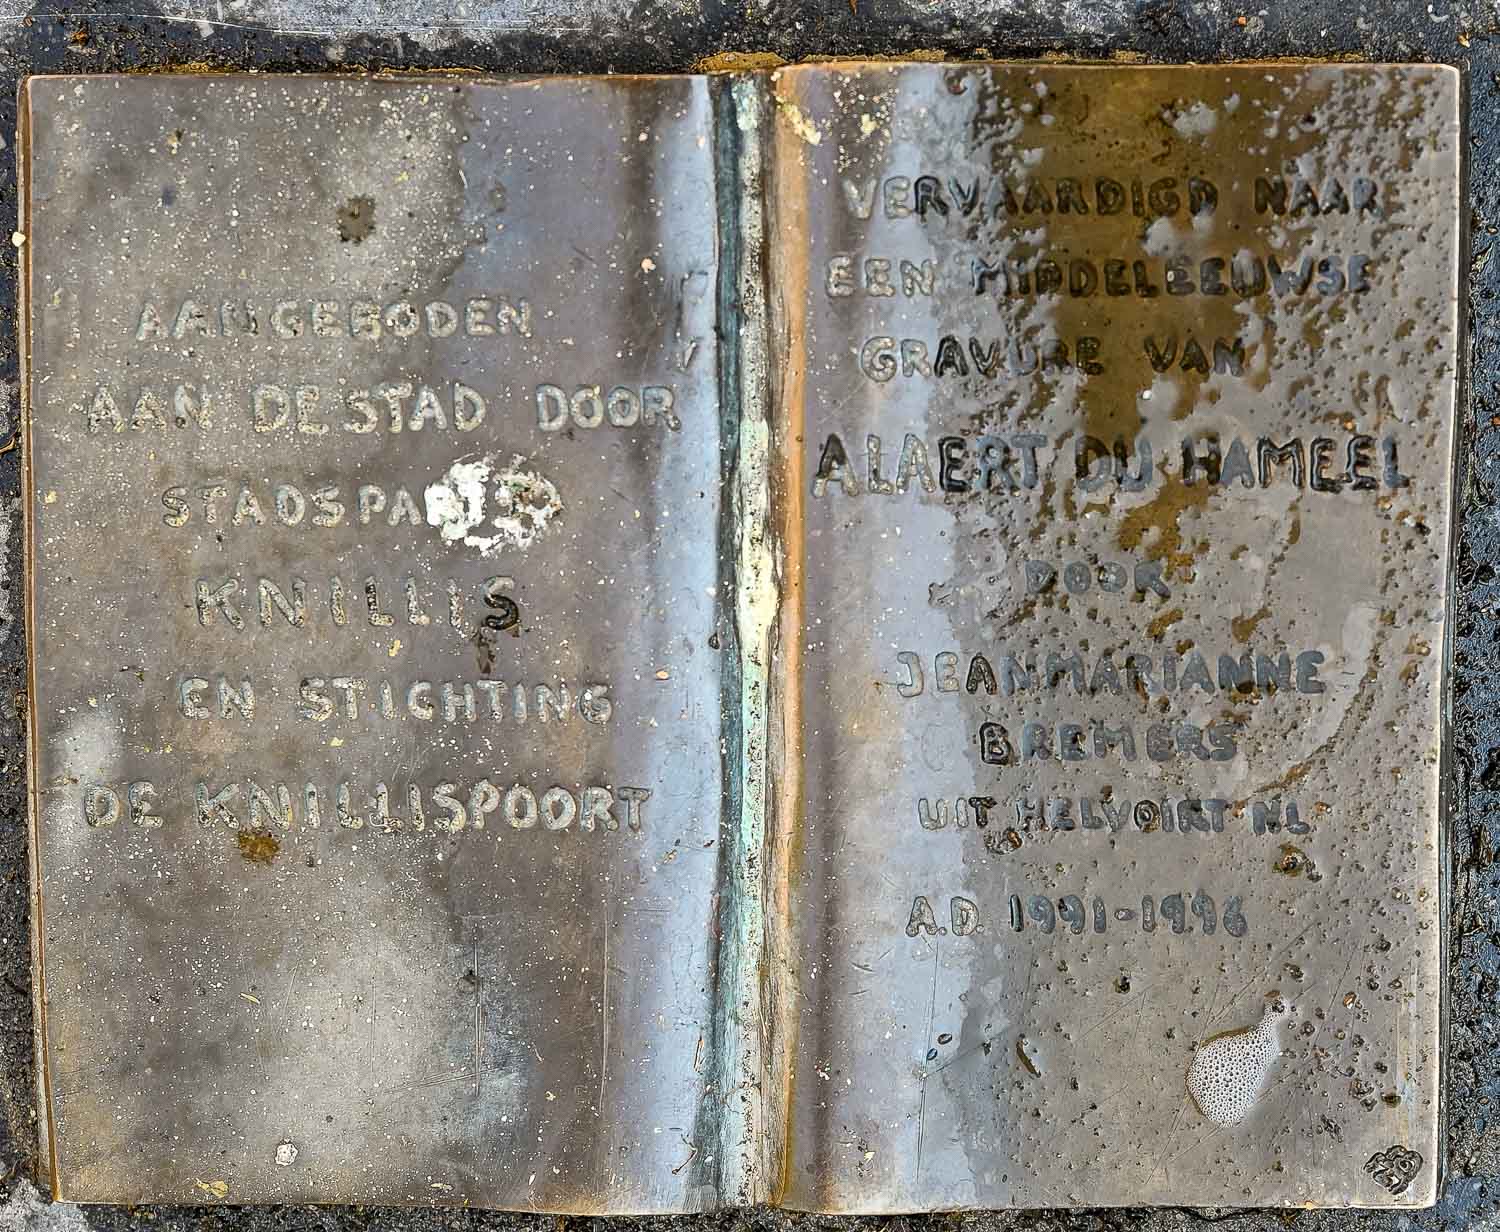 AANGEBODEN
AAN DE STAD DOOR
KNILLIS
EN STICHTING
DE KNILLISPOORT
VERVAARDIGD NAAR
EEN MIDDELEEUWSE
GRAVURE VAN
ALAERT DU HAMEEL
DOOR
JEANMARIANNE
BREMERS
UIT HELVOIRT NL
A.D. 1991-1996